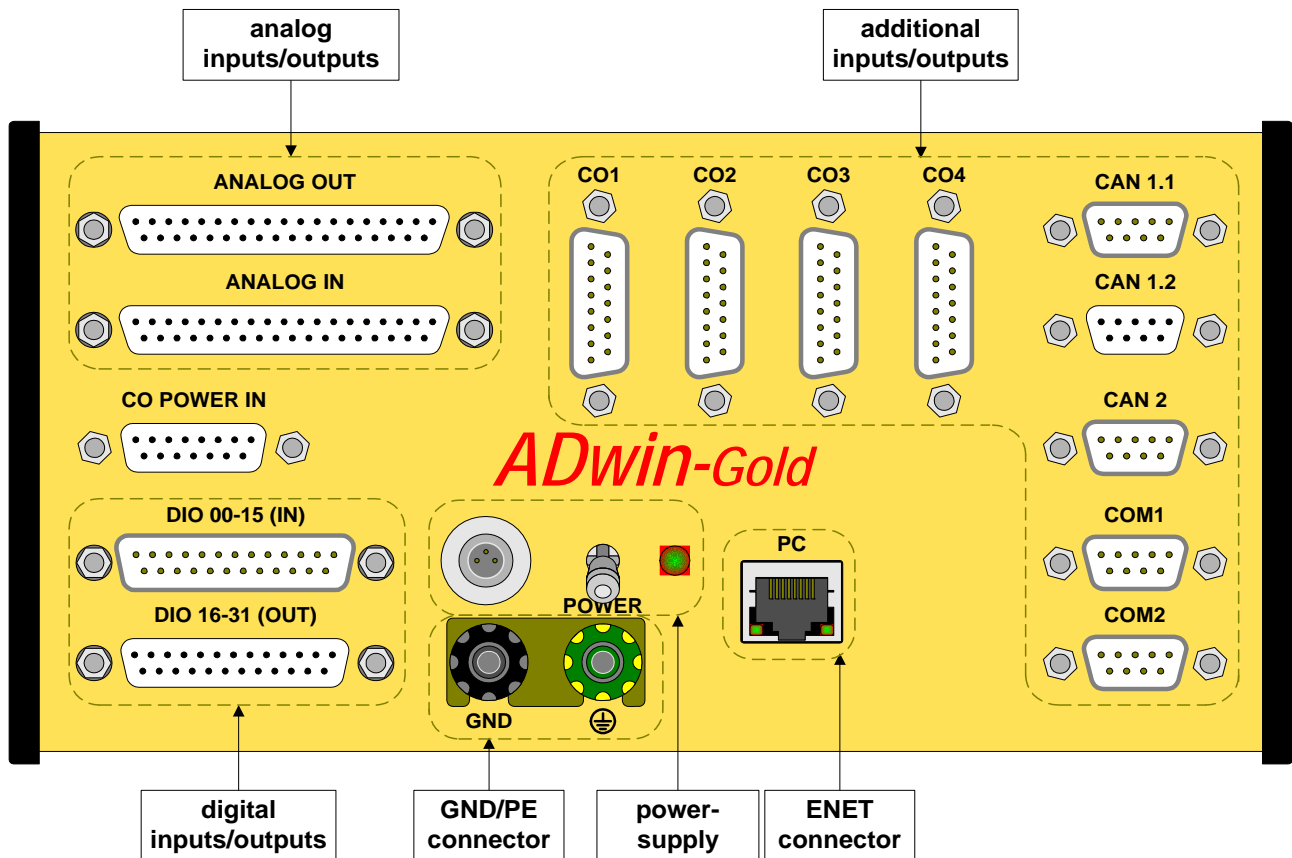 analog
inputs/outputs
additional
inputs/outputs
ANALOG OUT
ANALOG IN
CO1
CO2
CO3
CO4
CAN 1.1
CAN 1.2
CO POWER IN
CAN 2
ADwin-Gold
DIO 00-15 (IN)
PC
COM1
POWER
DIO 16-31 (OUT)
COM2
GND
digital
inputs/outputs
GND/PE
connector
power-
supply
ENET
connector